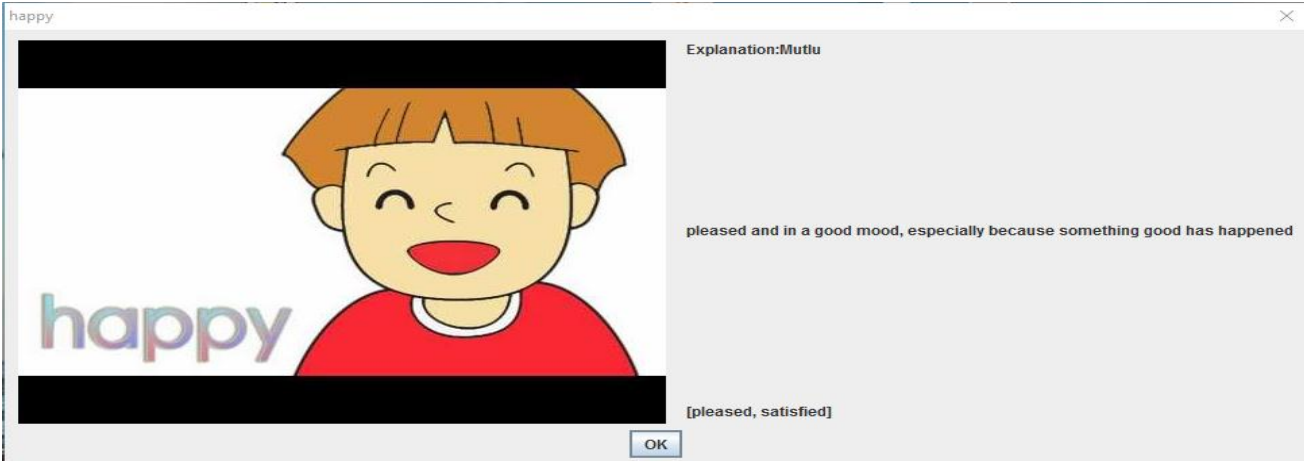 happy
Explanation:Mutlu
pleased and in a good mood, especially because something good has happened
happy
[pleased, satisfied]
OK